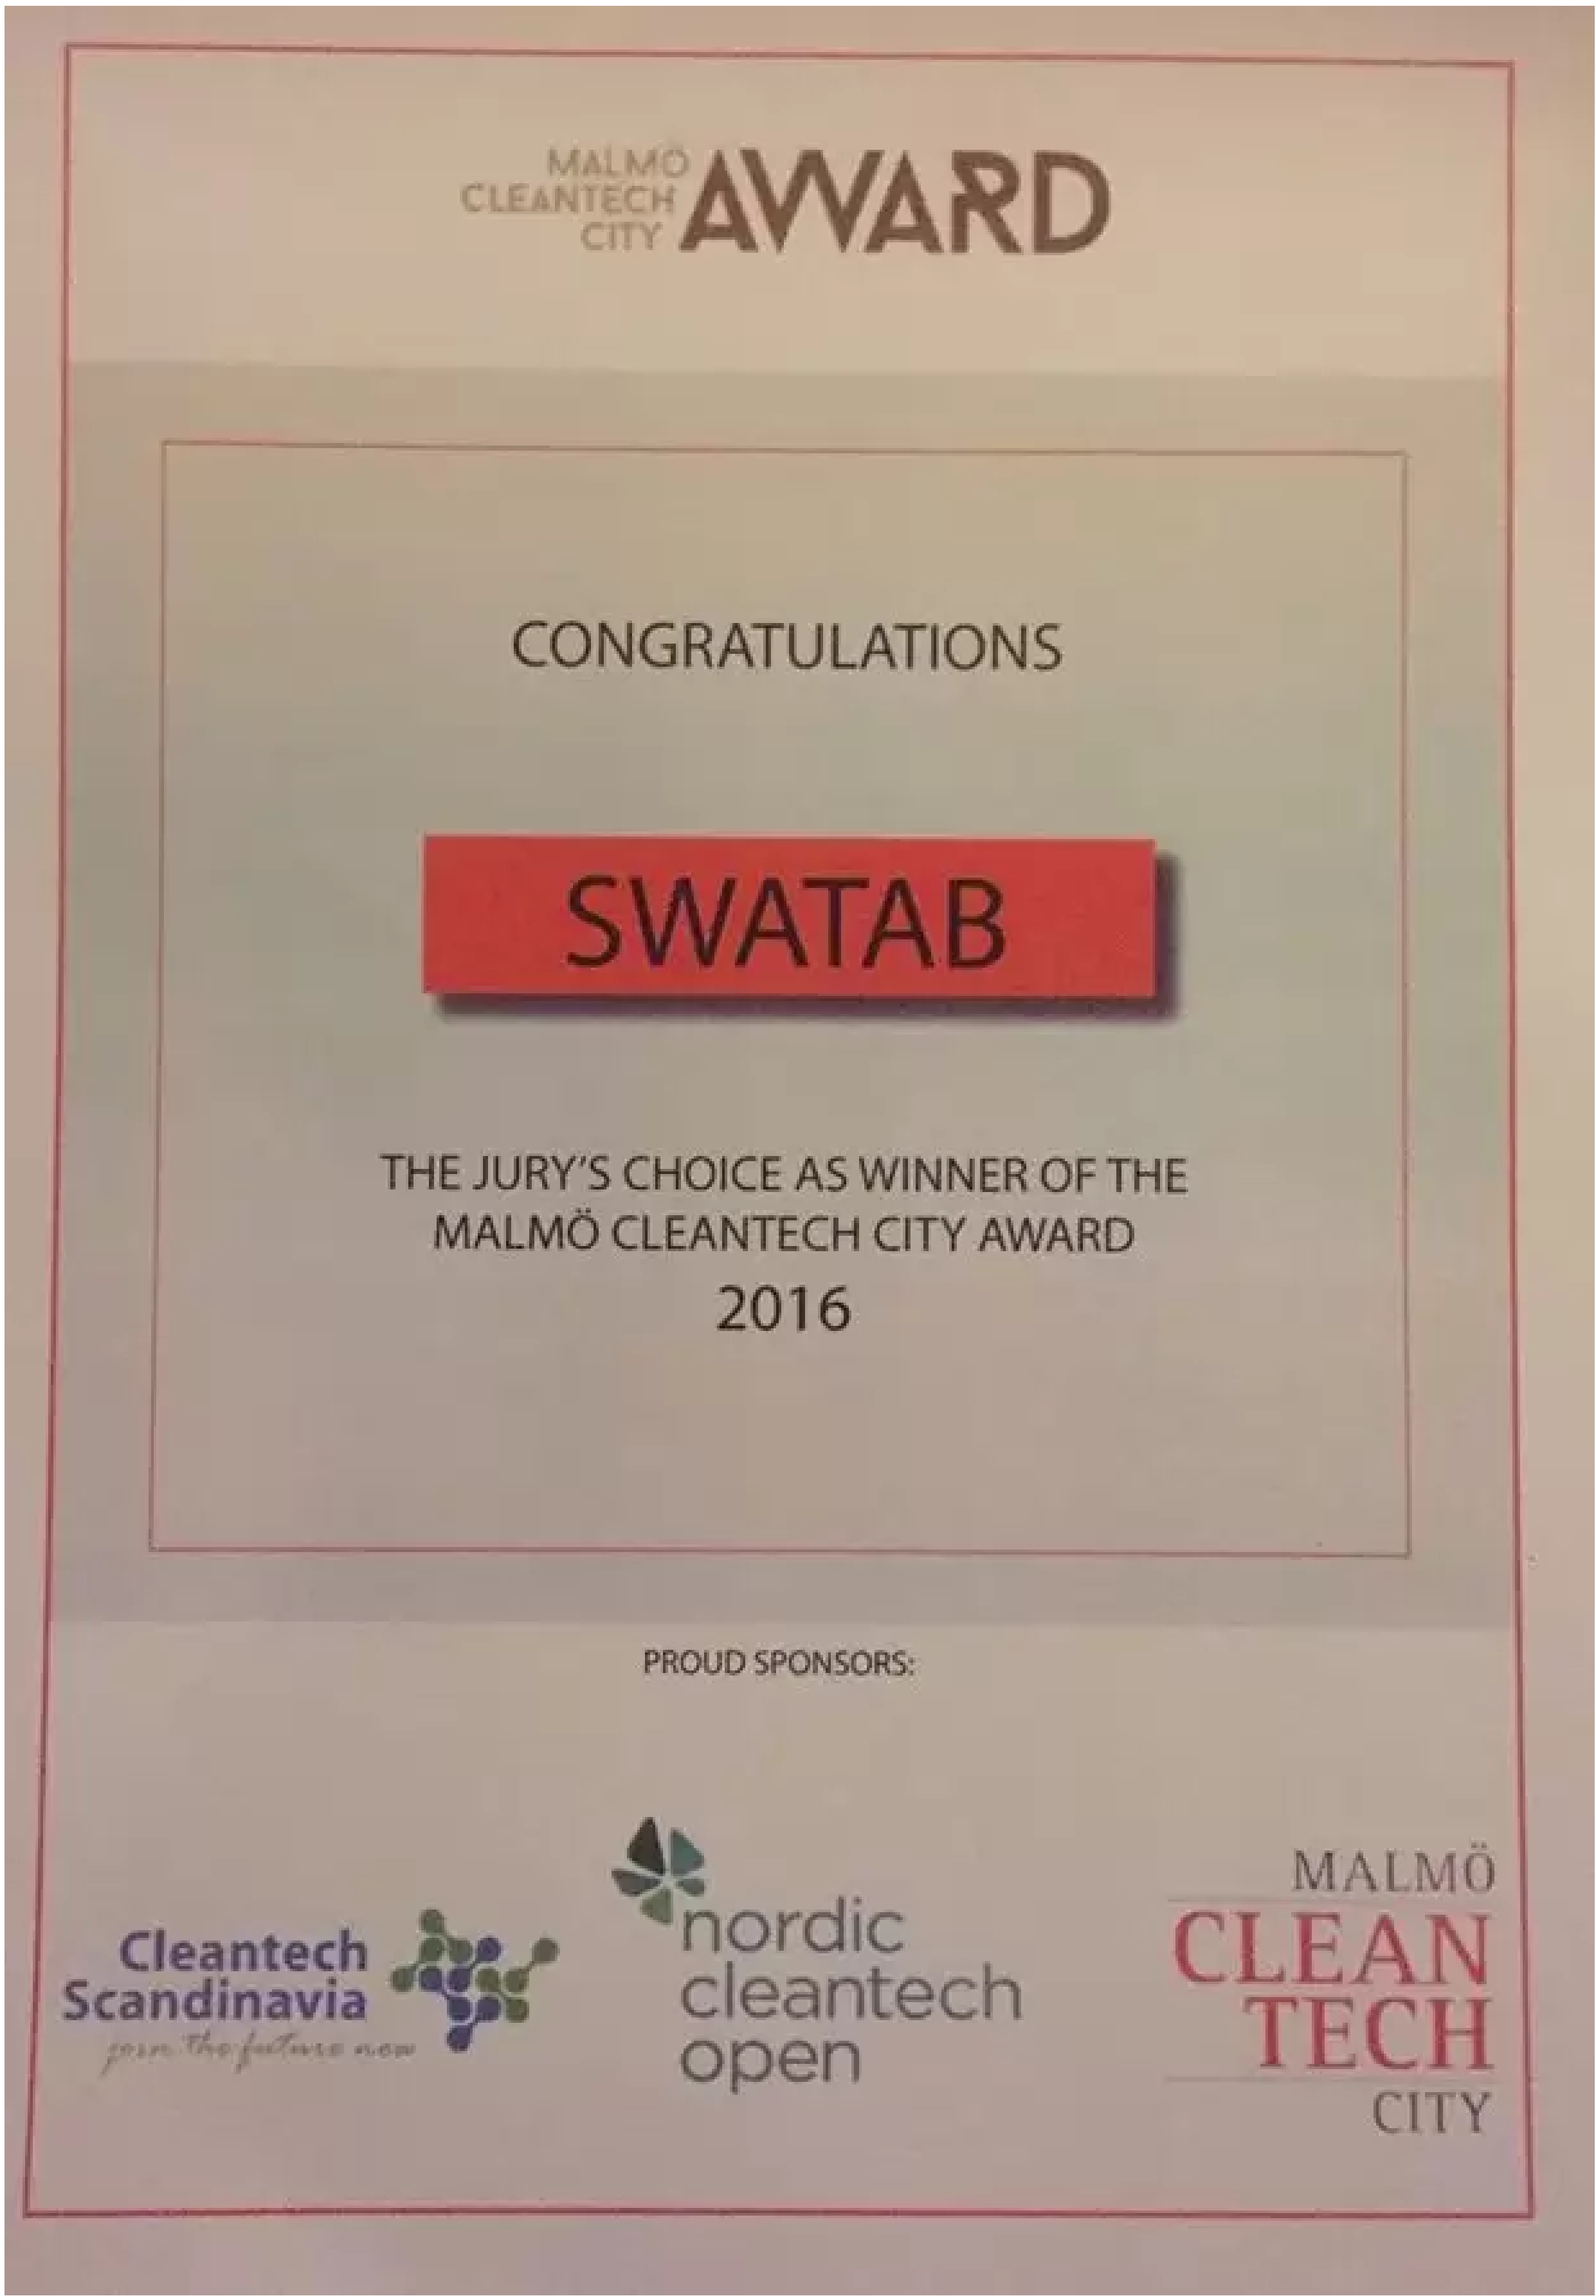 MALMÖ
CLEANTECH
CITY
AWARD
CONGRATULATIONS
SWATAB
THE JURY'S CHOICE AS WINNER OF THE
MALMÖ CLEANTECH CITY AWARD
2016
PROUD SPONSORS:
Cleantech
Scandinavia
join the future now
nordic
cleantech
open
MALMÖ
CLEAN
TECH
CITY